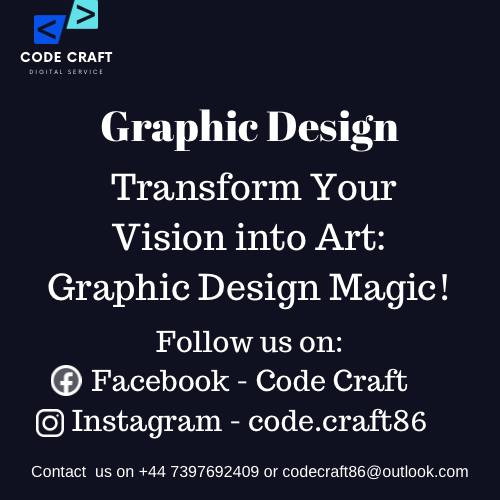 CODE CRAFT
DIGITAL SERVICE
Graphic Design
Transform Your
Vision into Art:
Graphic Design Magic!
Follow us on:
Facebook - Code Craft
Instagram - code.craft86
Contact us on +44 7397692409 or codecraft86@outlook.com